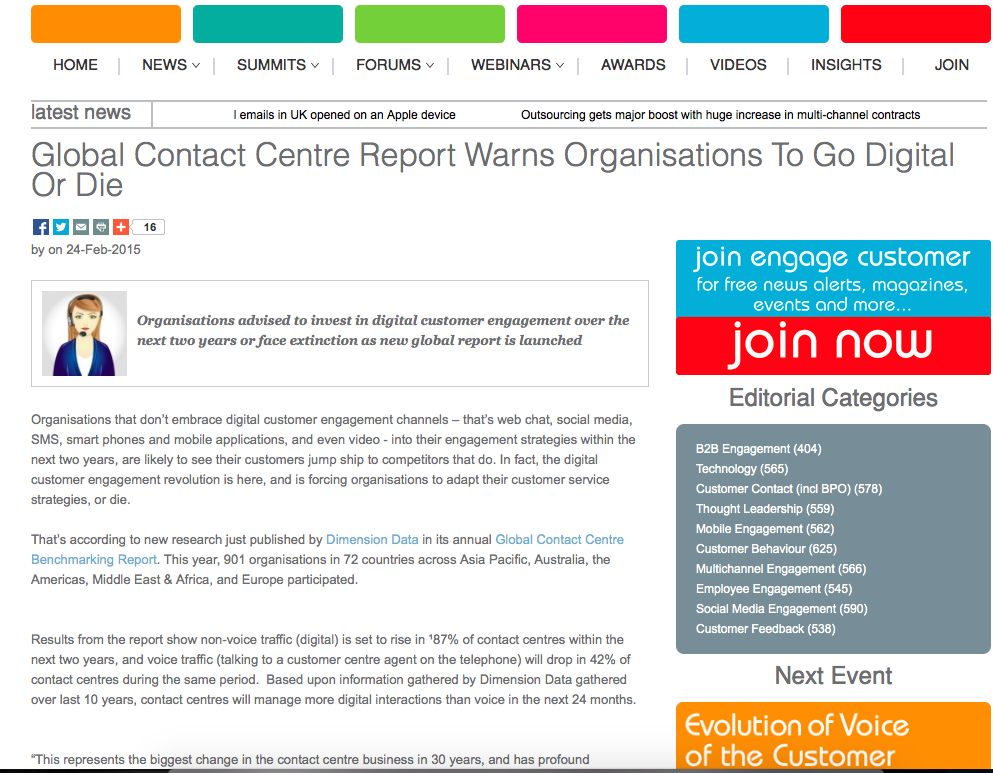 HOME
NEWS
SUMMITS
FORUMS
WEBINARS
AWARDS
VIDEOS
INSIGHTS
JOIN
latest news
l emails in UK opened on an Apple device
Outsourcing gets major boost with huge increase in multi-channel contracts
Global Contact Centre Report Warns Organisations To Go Digital
Or Die
16
by on 24-Feb-2015
Organisations advised to invest in digital customer engagement over the
next two years or face extinction as new global report is launched
Organisations that don’t embrace digital customer engagement channels – that’s web chat, social media,
SMS, smart phones and mobile applications, and even video - into their engagement strategies within the
next two years, are likely to see their customers jump ship to competitors that do. In fact, the digital
customer engagement revolution is here, and is forcing organisations to adapt their customer service
strategies, or die.
That’s according to new research just published by Dimension Data in its annual Global Contact Centre
Benchmarking Report. This year, 901 organisations in 72 countries across Asia Pacific, Australia, the
Americas, Middle East & Africa, and Europe participated.
Results from the report show non-voice traffic (digital) is set to rise in ¹87% of contact centres within the
next two years, and voice traffic (talking to a customer centre agent on the telephone) will drop in 42% of
contact centres during the same period. Based upon information gathered by Dimension Data gathered
over last 10 years, contact centres will manage more digital interactions than voice in the next 24 months.
“This represents the biggest change in the contact centre business in 30 years, and has profound
join engage customer
for free news alerts, magazines,
events and more...
join now
Editorial Categories
B2B Engagement (404)
Technology (565)
Customer Contact (incl BPO) (578)
Thought Leadership (559)
Mobile Engagement (562)
Customer Behaviour (625)
Multichannel Engagement (566)
Employee Engagement (545)
Social Media Engagement (590)
Customer Feedback (538)
Next Event
Evolution of Voice
of the Customer